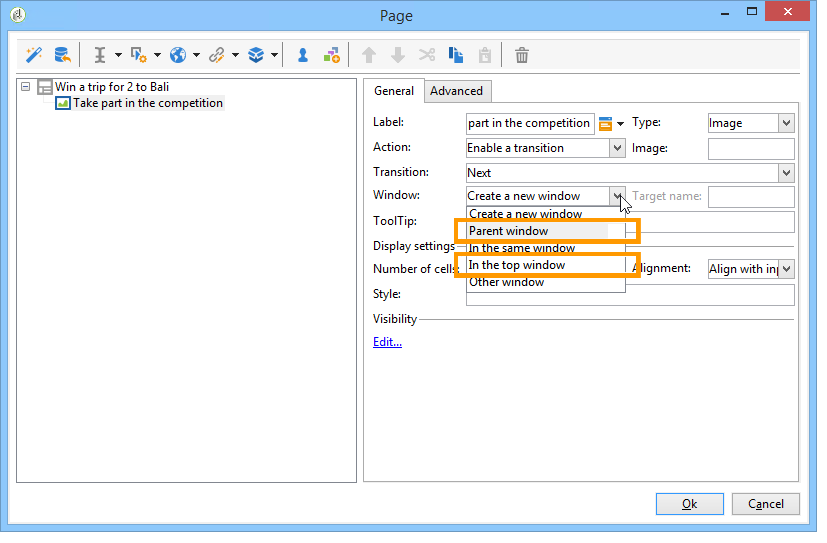 Page
Win a trip for 2 to Bali
Take part in the competition
General Advanced
Label: part in the competition Type: Image
Action: Enable a transition Image:
Transition: Next
Window: Create a new window Target name:
Create a new window
ToolTip:
Parent window
Display settings In the same window
In the top window
Number of cells: Alignment: Align with inp
Other window
Style:
Visibility
Edit...
Ok Cancel